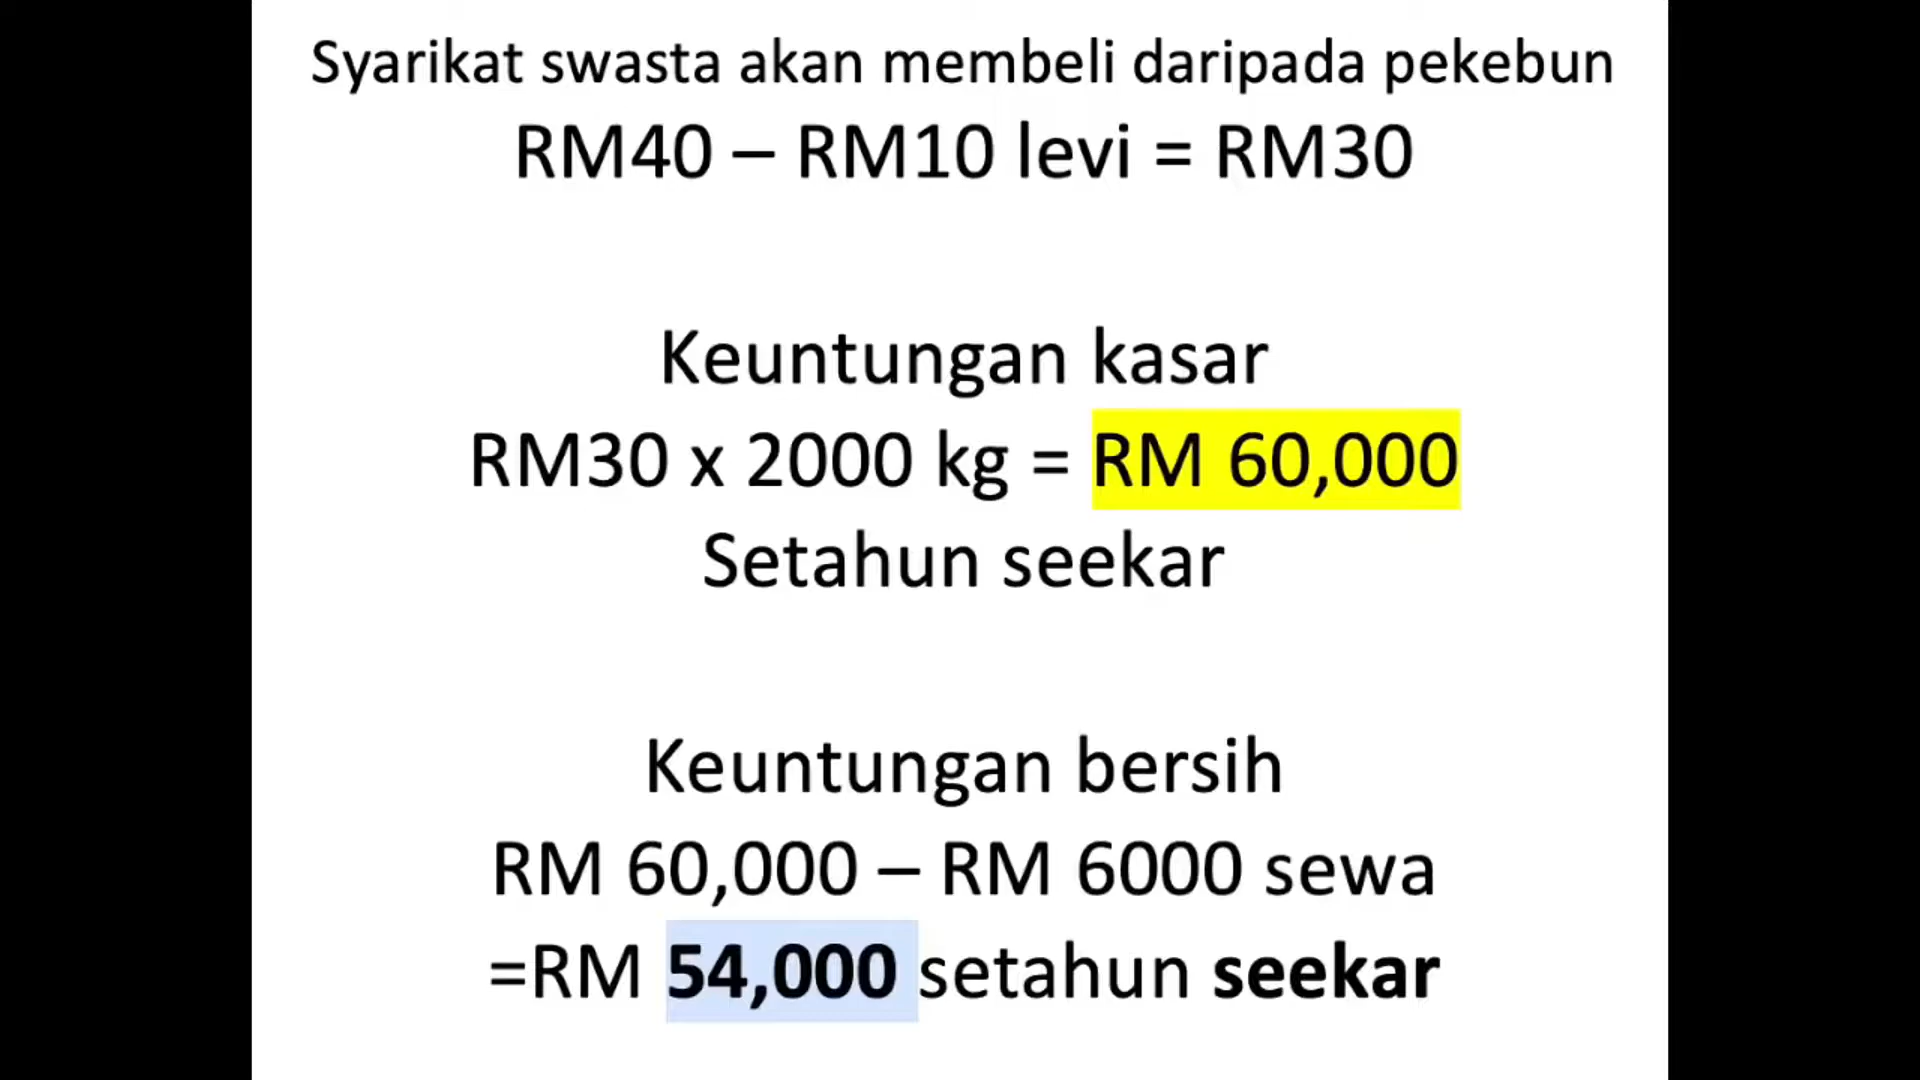 Syarikat swasta akan membeli daripada pekebun
RM40 – RM10 levi = RM30
Keuntungan kasar
RM30 x 2000 kg = RM 60,000
Setahun seekar
Keuntungan bersih
RM 60,000 – RM 6000 sewa
=RM 54,000 setahun seekar